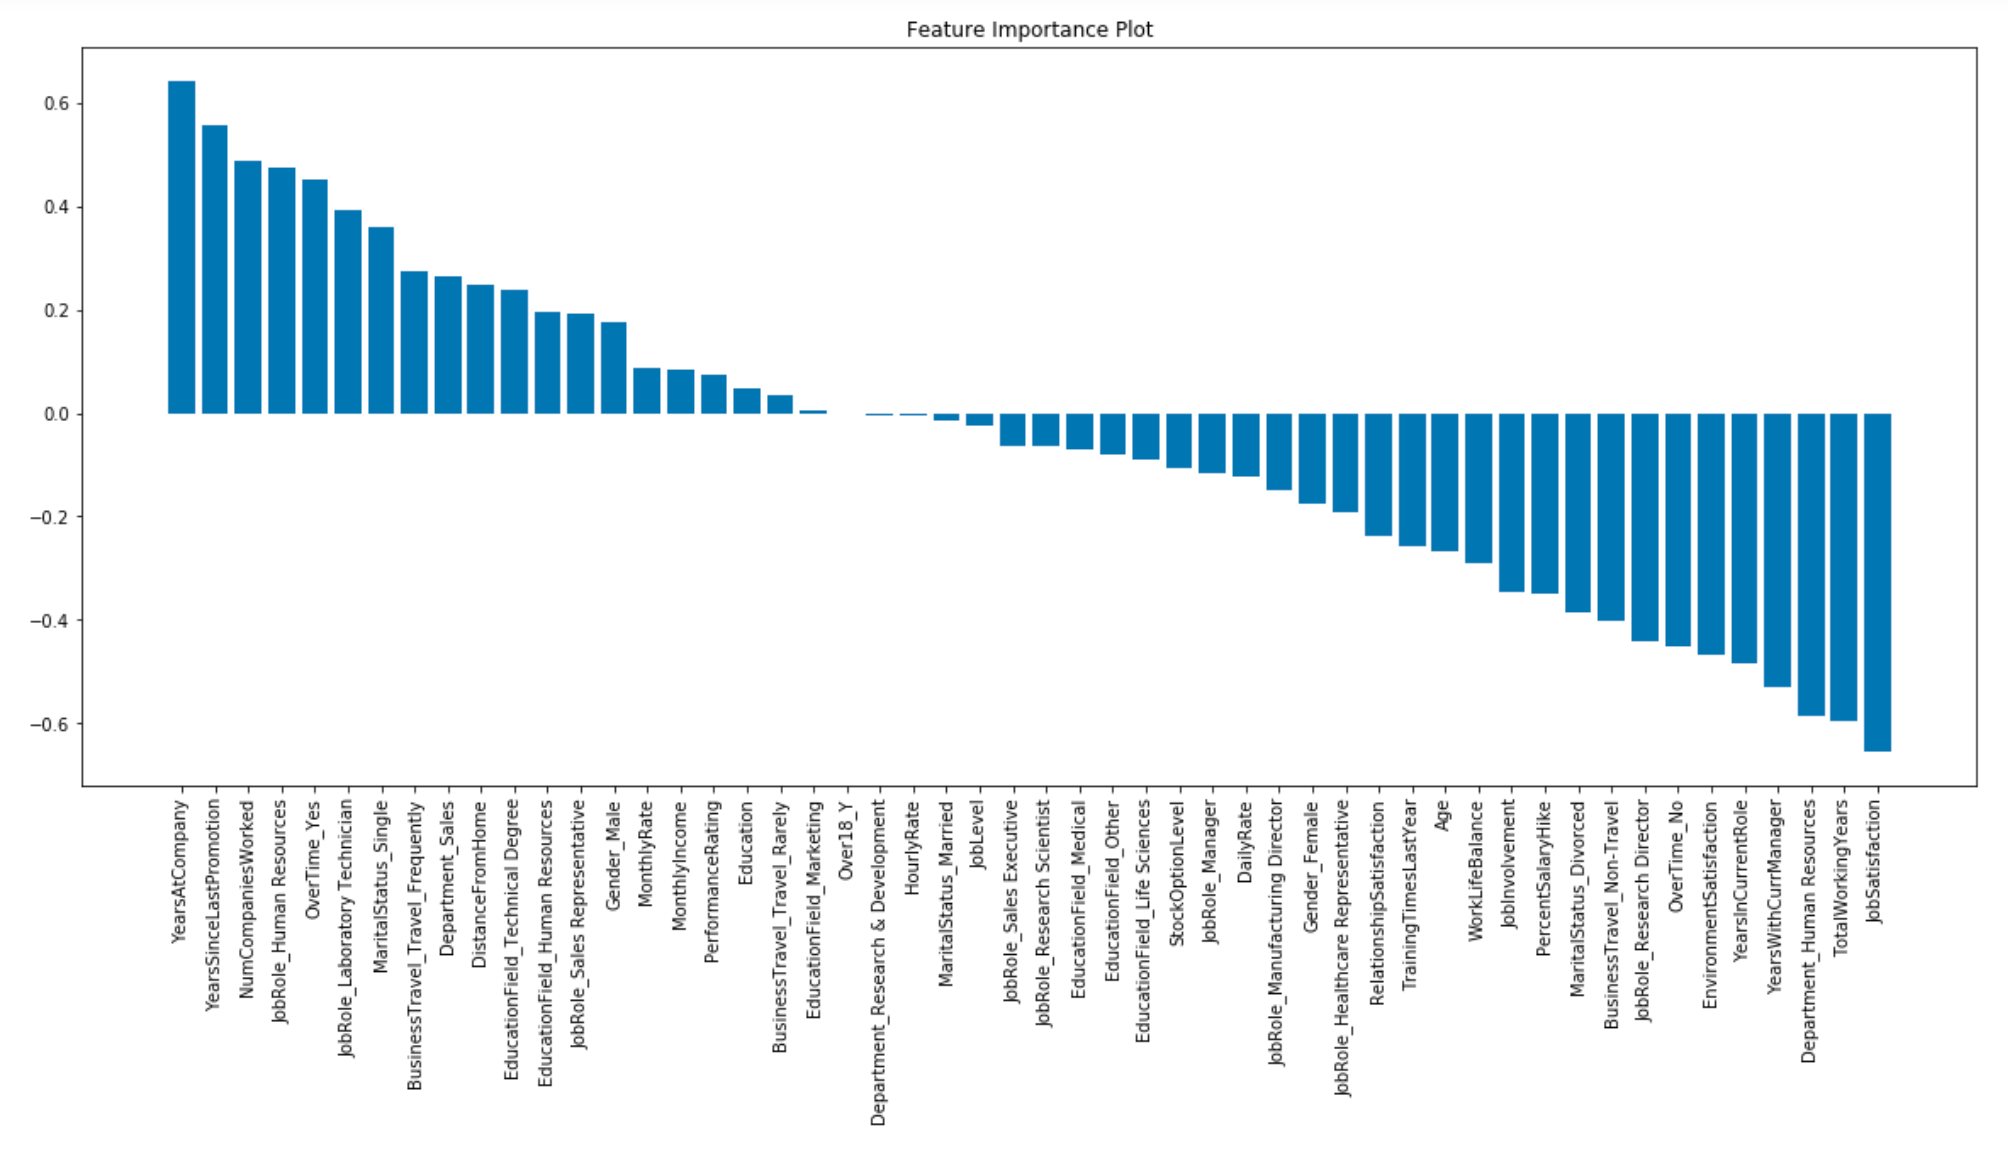 Feature Importance Plot
0.6
0.4
0.2
0.0
−0.2
−0.4
−0.6
YearsAtCompany
YearsSinceLastPromotion
NumCompaniesWorked
JobRole_Human Resources
OverTime_Yes
JobRole_Laboratory Technician
MaritalStatus_Single
BusinessTravel_Travel_Frequently
Department_Sales
DistanceFromHome
EducationField_Technical Degree
EducationField_Human Resources
JobRole_Sales Representative
Gender_Male
MonthlyRate
MonthlyIncome
PerformanceRating
Education
BusinessTravel_Travel_Rarely
EducationField_Marketing
Over18_Y
Department_Research & Development
HourlyRate
MaritalStatus_Married
JobLevel
JobRole_Sales Executive
JobRole_Research Scientist
EducationField_Medical
EducationField_Other
EducationField_Life Sciences
StockOptionLevel
JobRole_Manager
DailyRate
JobRole_Manufacturing Director
Gender_Female
JobRole_Healthcare Representative
RelationshipSatisfaction
TrainingTimesLastYear
Age
WorkLifeBalance
JobInvolvement
PercentSalaryHike
MaritalStatus_Divorced
BusinessTravel_Non-Travel
JobRole_Research Director
OverTime_No
EnvironmentSatisfaction
YearsInCurrentRole
YearsWithCurrManager
Department_Human Resources
TotalWorkingYears
JobSatisfaction